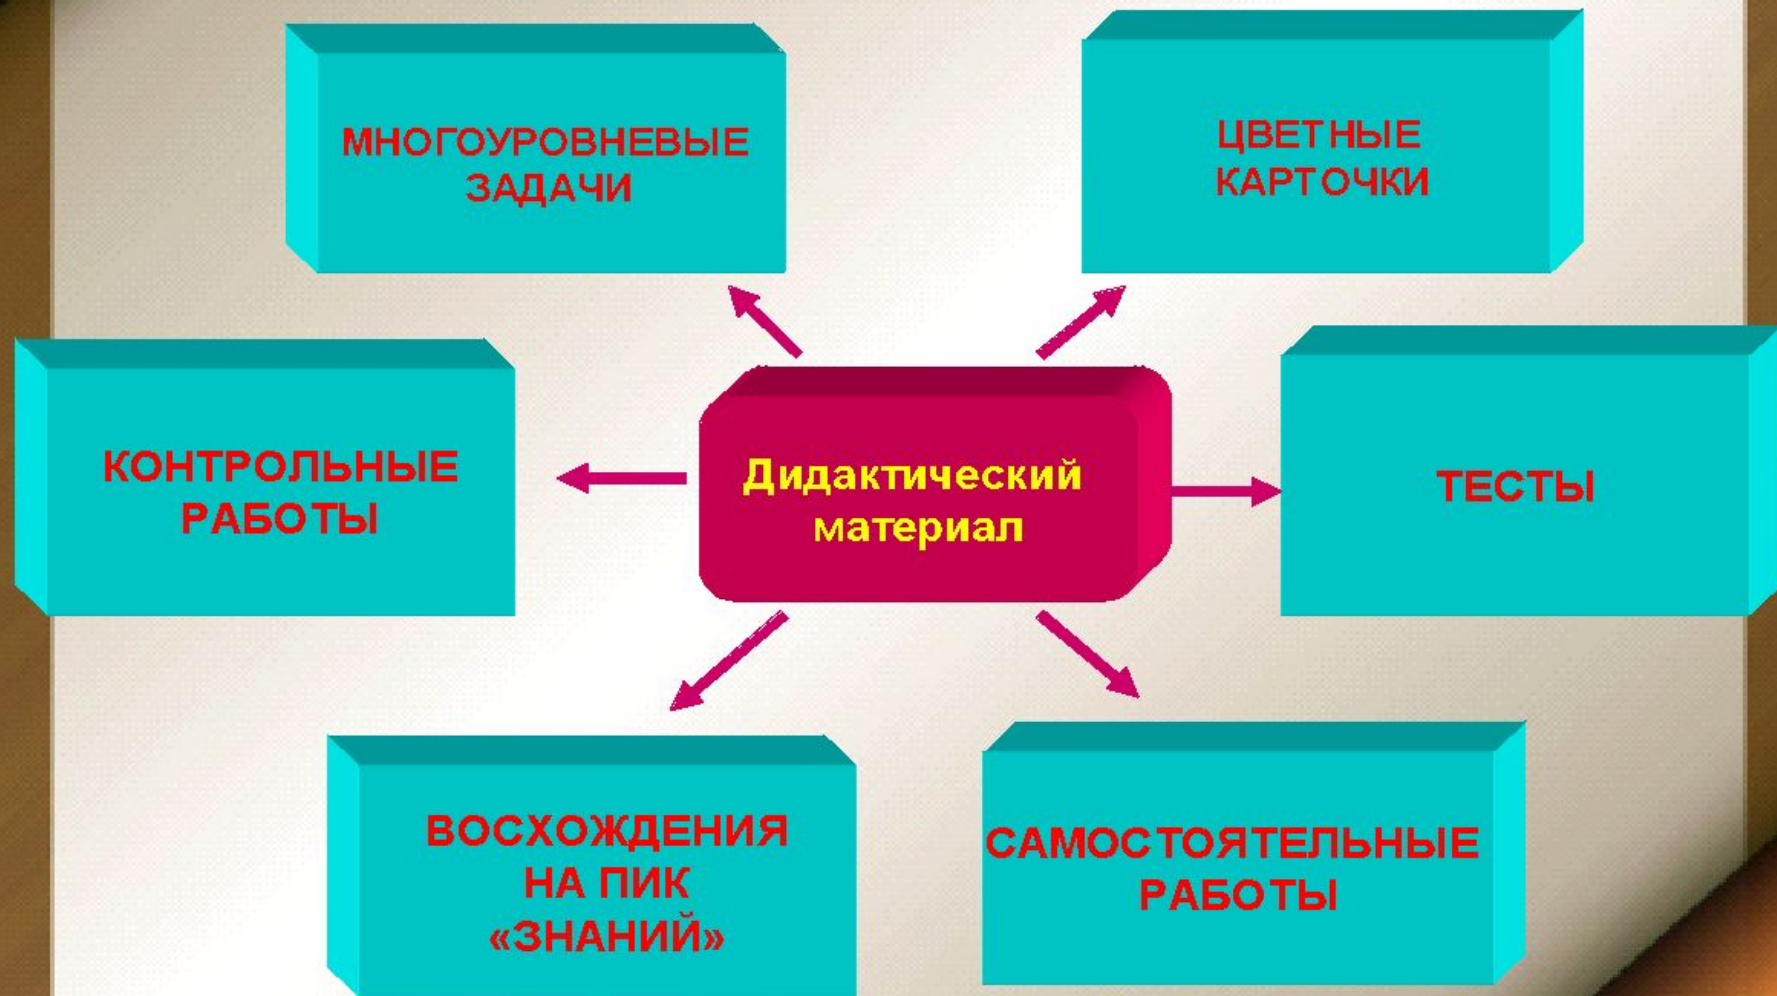 МНОГОУРОВНЕВЫЕ
ЗАДАЧИ
ЦВЕТНЫЕ
КАРТОЧКИ
КОНТРОЛЬНЫЕ
РАБОТЫ
Дидактический
материал
ТЕСТЫ
ВОСХОЖДЕНИЯ
НА ПИК
«ЗНАНИЙ»
САМОСТОЯТЕЛЬНЫЕ
РАБОТЫ